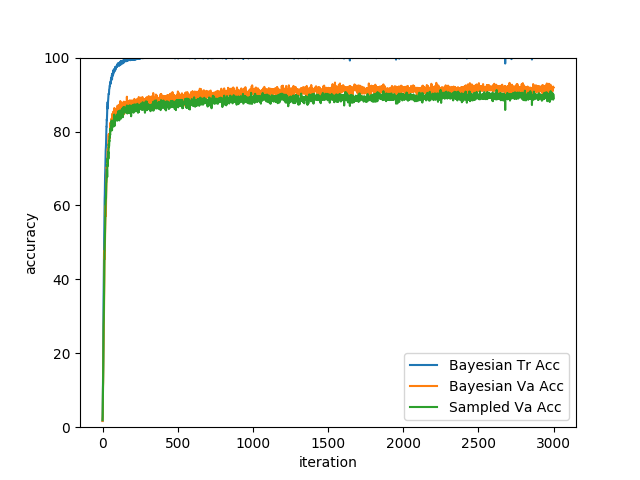 100
80
60
40
20
0
accuracy
0 500 1000 1500 2000 2500 3000
iteration
Bayesian Tr Acc
Bayesian Va Acc
Sampled Va Acc